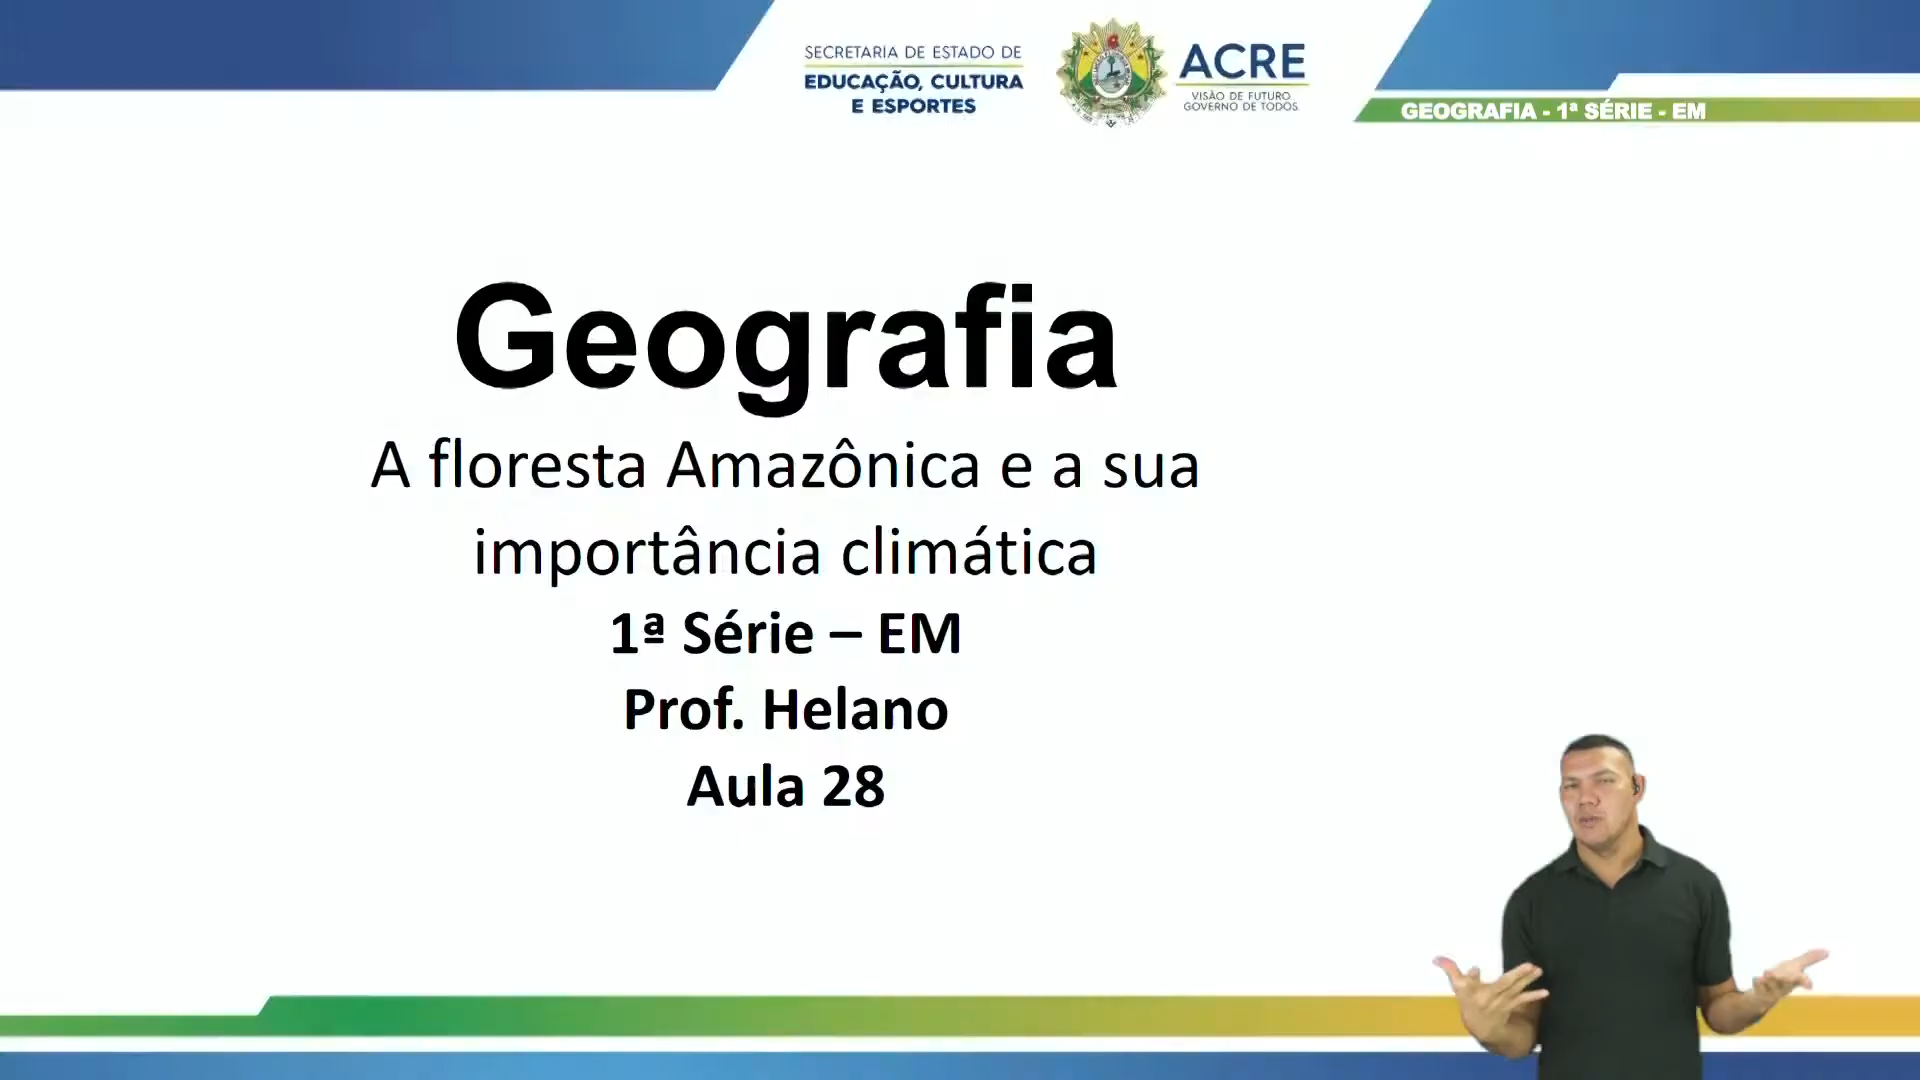 SECRETARIA DE ESTADO DE
EDUCAÇÃO, CULTURA
E ESPORTES
ACRE
VISÃO DE FUTURO
GOVERNO DE TODOS
GEOGRAFIA - 1ª SÉRIE - EM
Geografia
A floresta Amazônica e a sua
importância climática
1ª Série – EM
Prof. Helano
Aula 28